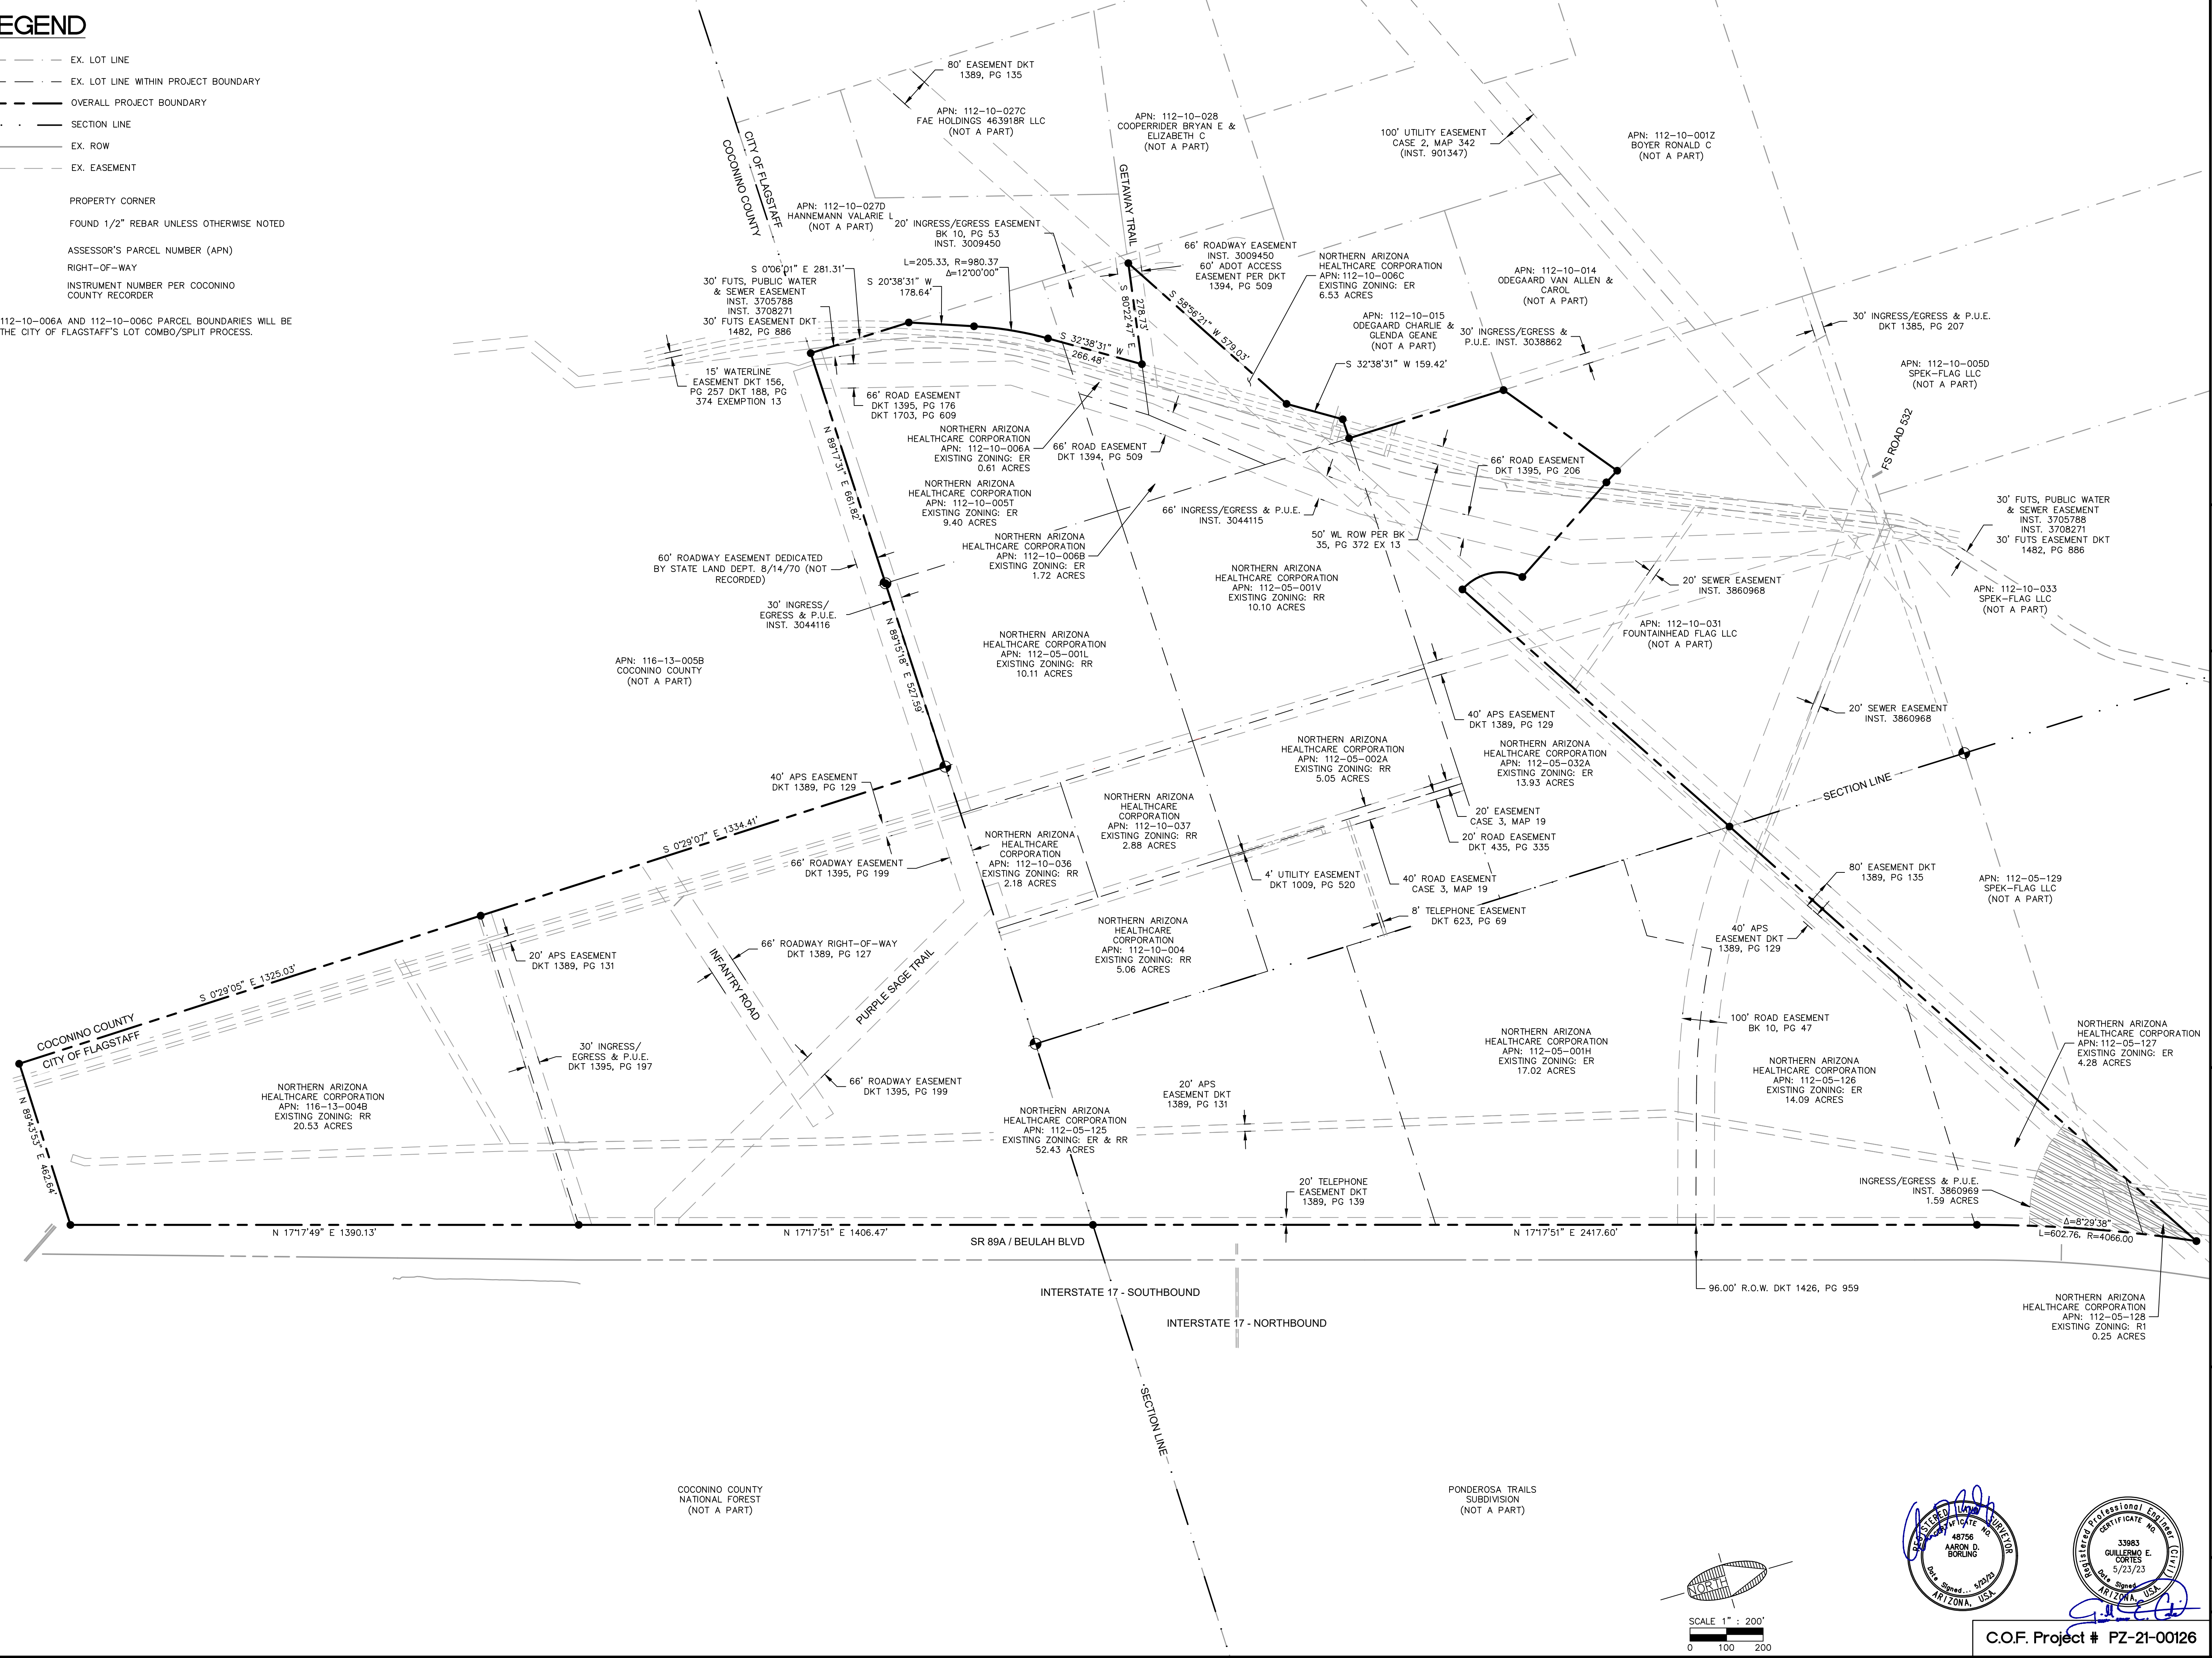 EGEND
EX. LOT LINE
EX. LOT LINE WITHIN PROJECT BOUNDARY
OVERALL PROJECT BOUNDARY
SECTION LINE
EX. ROW
EX. EASEMENT
PROPERTY CORNER
FOUND 1/2" REBAR UNLESS OTHERWISE NOTED
ASSESSOR'S PARCEL NUMBER (APN)
RIGHT-OF-WAY
INSTRUMENT NUMBER PER COCONINO
COUNTY RECORDER
112-10-006A AND 112-10-006C PARCEL BOUNDARIES WILL BE
THE CITY OF FLAGSTAFF'S LOT COMBO/SPLIT PROCESS.
CITY OF FLAGSTAFF
COCONINO COUNTY
80' EASEMENT DKT
1389, PG 135
APN: 112-10-027C
FAE HOLDINGS 463918R LLC
(NOT A PART)
APN: 112-10-028
COOPERRIDER BRYAN E &
ELIZABETH C
(NOT A PART)
100' UTILITY EASEMENT
CASE 2, MAP 342
(INST. 901347)
APN: 112-10-001Z
BOYER RONALD C
(NOT A PART)
GETAWAY TRAIL
APN: 112-10-027D
HANNEMANN VALARIE L
(NOT A PART)
20' INGRESS/EGRESS EASEMENT
BK 10, PG 53
INST. 3009450
66' ROADWAY EASEMENT
INST. 3009450
60' ADOT ACCESS
EASEMENT PER DKT
1394, PG 509
NORTHERN ARIZONA
HEALTHCARE CORPORATION
APN: 112-10-006C
EXISTING ZONING: ER
6.53 ACRES
APN: 112-10-014
ODEGAARD VAN ALLEN &
CAROL
(NOT A PART)
S 0°06'01" E 281.31'
L=205.33, R=980.37
Δ=12°00'00"
S 20°38'31" W
178.64'
30' FUTS, PUBLIC WATER
& SEWER EASEMENT
INST. 3705788
INST. 3708271
30' FUTS EASEMENT DKT
1482, PG 886
S 32°38'31" W
266.48'
S 80°22'47" E
278.73'
S 58°56'21" W 579.03'
APN: 112-10-015
ODEGAARD CHARLIE &
GLENDA GEANE
(NOT A PART)
30' INGRESS/EGRESS &
P.U.E. INST. 3038862
30' INGRESS/EGRESS & P.U.E.
DKT 1385, PG 207
S 32°38'31" W 159.42'
APN: 112-10-005D
SPEK-FLAG LLC
(NOT A PART)
FS ROAD 532
15' WATERLINE
EASEMENT DKT 156,
PG 257 DKT 188, PG
374 EXEMPTION 13
66' ROAD EASEMENT
DKT 1395, PG 176
DKT 1703, PG 609
N 89°17'31" E 661.82'
NORTHERN ARIZONA
HEALTHCARE CORPORATION
APN: 112-10-006A
EXISTING ZONING: ER
0.61 ACRES
66' ROAD EASEMENT
DKT 1394, PG 509
66' ROAD EASEMENT
DKT 1395, PG 206
NORTHERN ARIZONA
HEALTHCARE CORPORATION
APN: 112-10-005T
EXISTING ZONING: ER
9.40 ACRES
66' INGRESS/EGRESS & P.U.E.
INST. 3044115
50' WL ROW PER BK
35, PG 372 EX 13
30' FUTS, PUBLIC WATER
& SEWER EASEMENT
INST. 3705788
INST. 3708271
30' FUTS EASEMENT DKT
1482, PG 886
NORTHERN ARIZONA
HEALTHCARE CORPORATION
APN: 112-10-006B
EXISTING ZONING: ER
1.72 ACRES
60' ROADWAY EASEMENT DEDICATED
BY STATE LAND DEPT. 8/14/70 (NOT
RECORDED)
NORTHERN ARIZONA
HEALTHCARE CORPORATION
APN: 112-05-001V
EXISTING ZONING: RR
10.10 ACRES
20' SEWER EASEMENT
INST. 3860968
APN: 112-10-033
SPEK-FLAG LLC
(NOT A PART)
30' INGRESS/
EGRESS & P.U.E.
INST. 3044116
APN: 112-10-031
FOUNTAINHEAD FLAG LLC
(NOT A PART)
N 89°15'18" E 527.59'
NORTHERN ARIZONA
HEALTHCARE CORPORATION
APN: 112-05-001L
EXISTING ZONING: RR
10.11 ACRES
APN: 116-13-005B
COCONINO COUNTY
(NOT A PART)
20' SEWER EASEMENT
INST. 3860968
40' APS EASEMENT
DKT 1389, PG 129
NORTHERN ARIZONA
HEALTHCARE CORPORATION
APN: 112-05-002A
EXISTING ZONING: RR
5.05 ACRES
NORTHERN ARIZONA
HEALTHCARE CORPORATION
APN: 112-05-032A
EXISTING ZONING: ER
13.93 ACRES
SECTION LINE
40' APS EASEMENT
DKT 1389, PG 129
S 0°29'07" E 1334.41'
NORTHERN ARIZONA
HEALTHCARE
CORPORATION
APN: 112-10-037
EXISTING ZONING: RR
2.88 ACRES
20' EASEMENT
CASE 3, MAP 19
20' ROAD EASEMENT
DKT 435, PG 335
NORTHERN ARIZONA
HEALTHCARE
CORPORATION
APN: 112-10-036
EXISTING ZONING: RR
2.18 ACRES
66' ROADWAY EASEMENT
DKT 1395, PG 199
4' UTILITY EASEMENT
DKT 1009, PG 520
40' ROAD EASEMENT
CASE 3, MAP 19
80' EASEMENT DKT
1389, PG 135
APN: 112-05-129
SPEK-FLAG LLC
(NOT A PART)
8' TELEPHONE EASEMENT
DKT 623, PG 69
NORTHERN ARIZONA
HEALTHCARE
CORPORATION
APN: 112-10-004
EXISTING ZONING: RR
5.06 ACRES
40' APS
EASEMENT DKT
1389, PG 129
66' ROADWAY RIGHT-OF-WAY
DKT 1389, PG 127
20' APS EASEMENT
DKT 1389, PG 131
INFANTRY ROAD
PURPLE SAGE TRAIL
S 0°29'05" E 1325.03'
COCONINO COUNTY
CITY OF FLAGSTAFF
100' ROAD EASEMENT
BK 10, PG 47
NORTHERN ARIZONA
HEALTHCARE CORPORATION
APN: 112-05-127
EXISTING ZONING: ER
4.28 ACRES
NORTHERN ARIZONA
HEALTHCARE CORPORATION
APN: 112-05-001H
EXISTING ZONING: ER
17.02 ACRES
30' INGRESS/
EGRESS & P.U.E.
DKT 1395, PG 197
NORTHERN ARIZONA
HEALTHCARE CORPORATION
APN: 112-05-126
EXISTING ZONING: ER
14.09 ACRES
66' ROADWAY EASEMENT
DKT 1395, PG 199
NORTHERN ARIZONA
HEALTHCARE CORPORATION
APN: 116-13-004B
EXISTING ZONING: RR
20.53 ACRES
20' APS
EASEMENT DKT
1389, PG 131
N 89°43'53" E 462.64'
NORTHERN ARIZONA
HEALTHCARE CORPORATION
APN: 112-05-125
EXISTING ZONING: ER & RR
52.43 ACRES
20' TELEPHONE
EASEMENT DKT
1389, PG 139
INGRESS/EGRESS & P.U.E.
INST. 3860969
1.59 ACRES
N 17°17'49" E 1390.13'
N 17°17'51" E 1406.47'
N 17°17'51" E 2417.60'
Δ=8°29'38"
L=602.76, R=4066.00
SR 89A / BEULAH BLVD
96.00' R.O.W. DKT 1426, PG 959
INTERSTATE 17 - SOUTHBOUND
INTERSTATE 17 - NORTHBOUND
NORTHERN ARIZONA
HEALTHCARE CORPORATION
APN: 112-05-128
EXISTING ZONING: R1
0.25 ACRES
SECTION LINE
COCONINO COUNTY
NATIONAL FOREST
(NOT A PART)
PONDEROSA TRAILS
SUBDIVISION
(NOT A PART)
REGISTERED LAND SURVEYOR
CERTIFICATE NO.
48756
AARON D.
BORLING
Date Signed... 5/23/23
ARIZONA, USA
Registered Professional Engineer (Civil)
CERTIFICATE NO.
33983
GUILLERMO E.
CORTES
5/23/23
Date Signed
ARIZONA, USA
NORTH
SCALE 1" : 200'
0 100 200
C.O.F. Project # PZ-21-00126